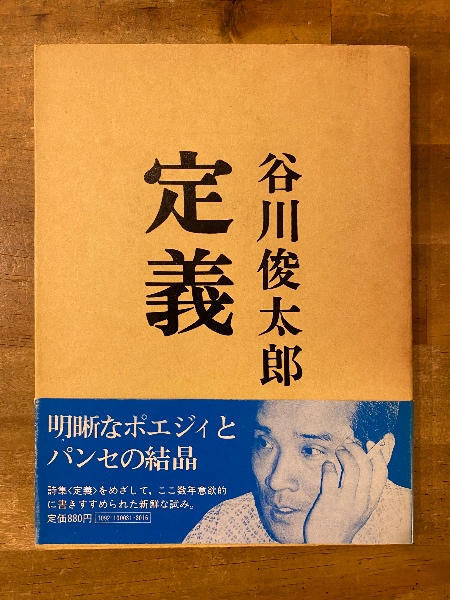 谷川俊太郎
定義
明晰なポエジィと
パンセの結晶
詩集〈定義〉をめざして、ここ数年意欲的
に書きすすめられた新鮮な試み。
定価880円 1092-100031-3016